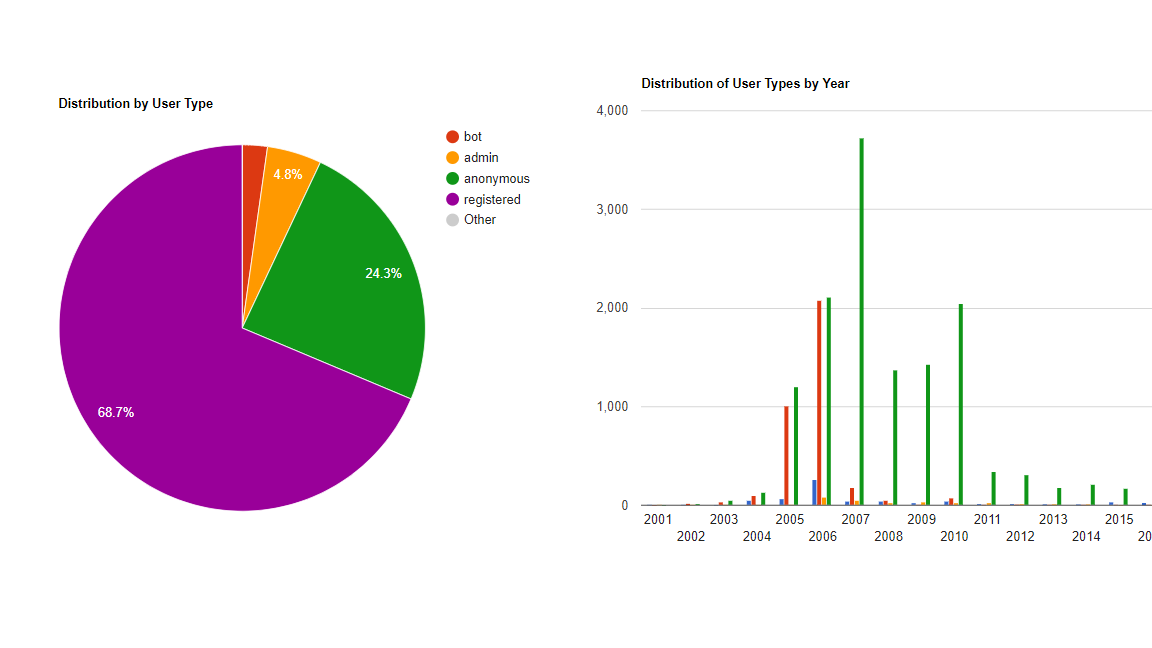 Distribution by User Type
bot
admin
anonymous
registered
Other
4.8%
24.3%
68.7%
Distribution of User Types by Year
4,000
3,000
2,000
1,000
0
2001 2003 2005 2007 2009 2011 2013 2015
2002 2004 2006 2008 2010 2012 2014 20